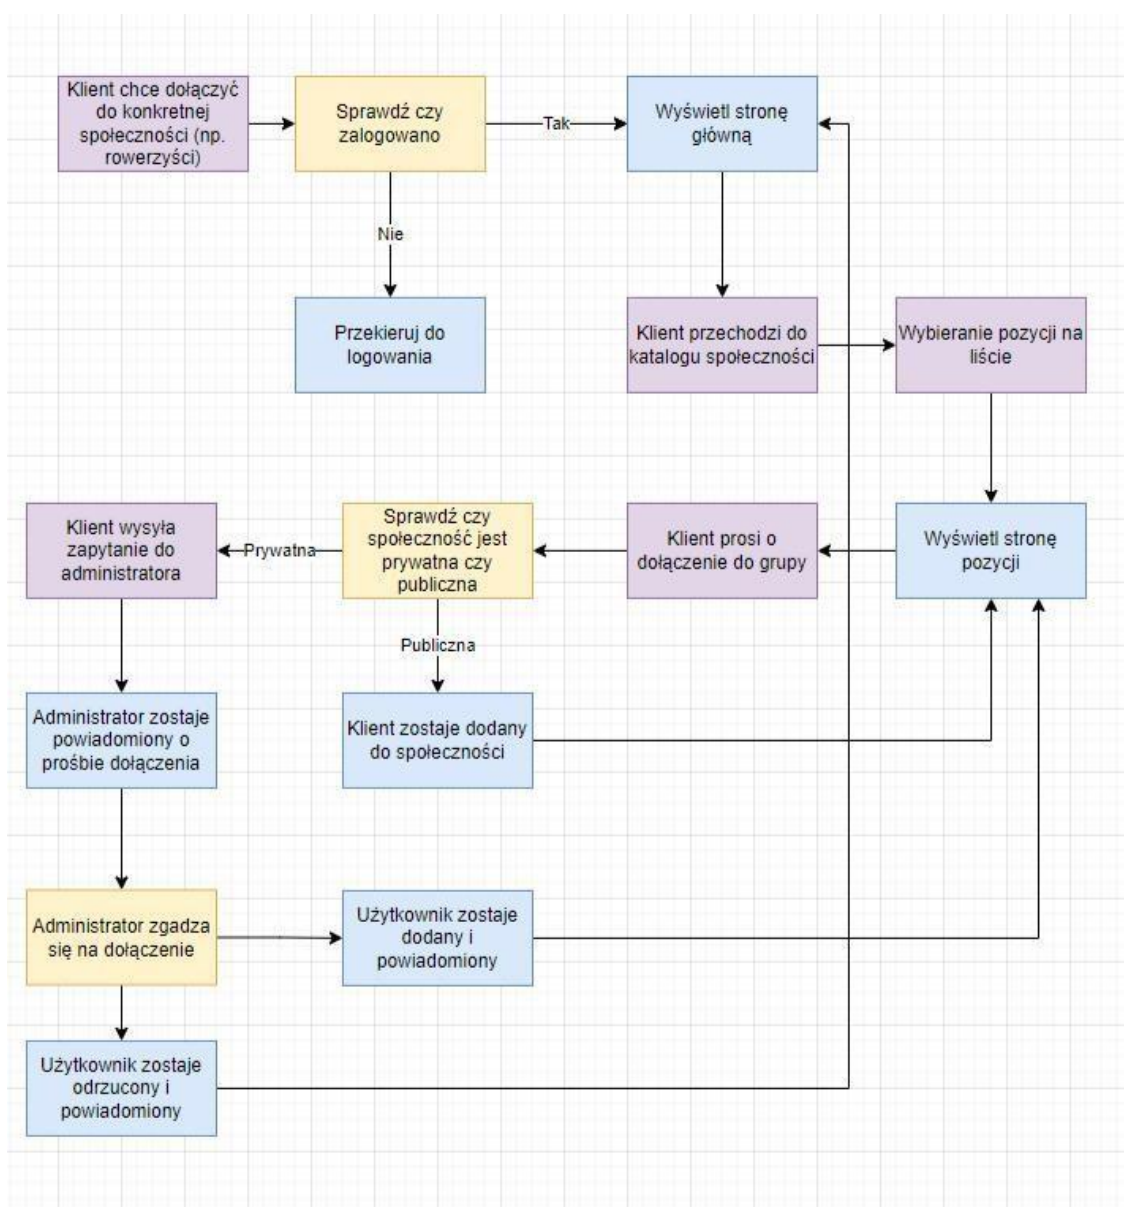 Klient chce dołączyć
do konkretnej
społeczności (np.
rowerzyści)
Sprawdź czy
zalogowano
Tak
Wyświetl stronę
główną
Nie
Przekieruj do
logowania
Klient przechodzi do
katalogu społeczności
Wybieranie pozycji na
liście
Klient wysyła
zapytanie do
administratora
Prywatna
Sprawdź czy
społeczność jest
prywatna czy
publiczna
Klient prosi o
dołączenie do grupy
Wyświetl stronę
pozycji
Publiczna
Administrator zostaje
powiadomiony o
prośbie dołączenia
Klient zostaje dodany
do społeczności
Administrator zgadza
się na dołączenie
Użytkownik zostaje
dodany i
powiadomiony
Użytkownik zostaje
odrzucony i
powiadomiony